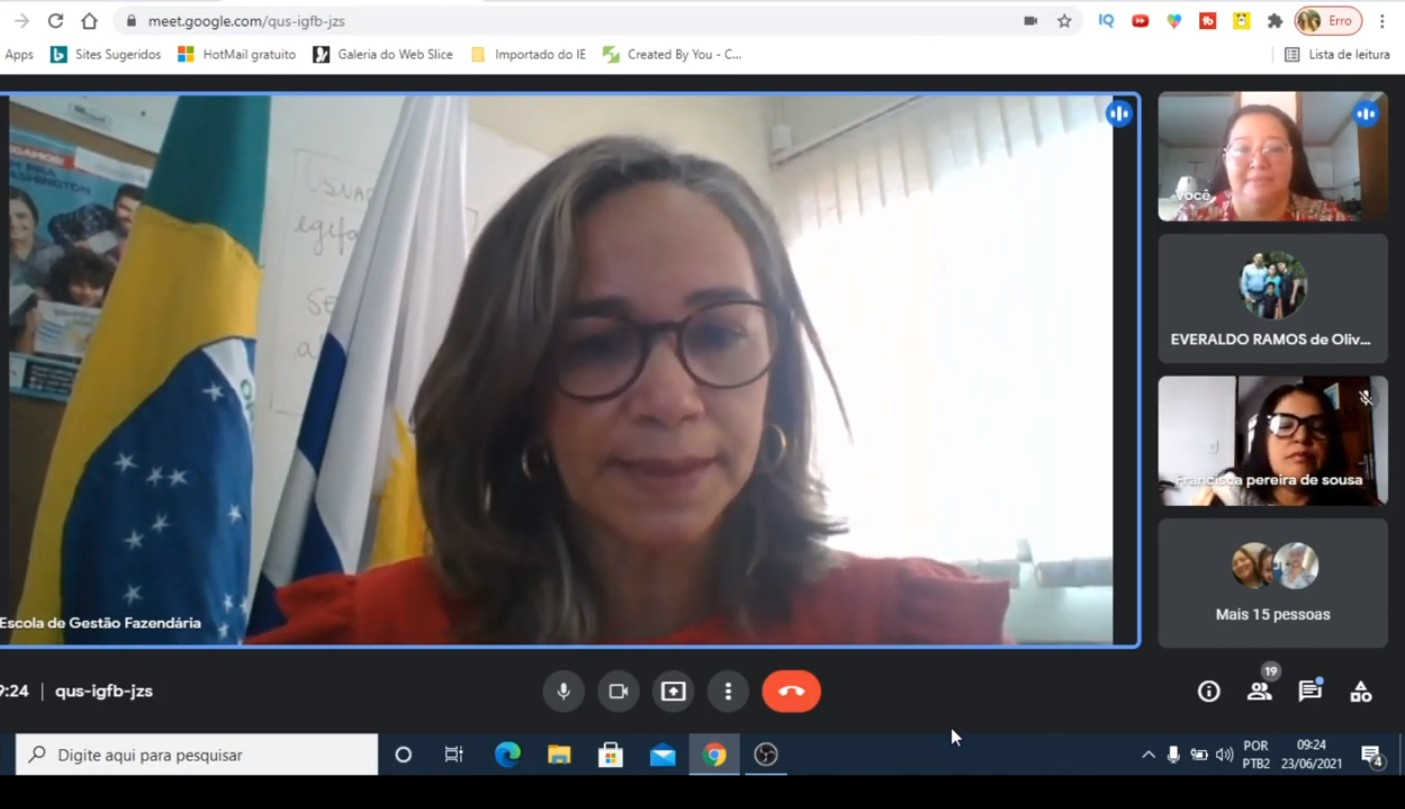 meet.google.com/qus-igfb-jzs
Erro
Apps Sites Sugeridos HotMail gratuito Galeria do Web Slice Importado do IE Created By You - C... Lista de leitura
Você
EVERALDO RAMOS de Oliv...
Francisca pereira de sousa
Mais 15 pessoas
Escola de Gestão Fazendária
9:24 | qus-igfb-jzs
19
Digite aqui para pesquisar
POR
PTB2
09:24
23/06/2021
4